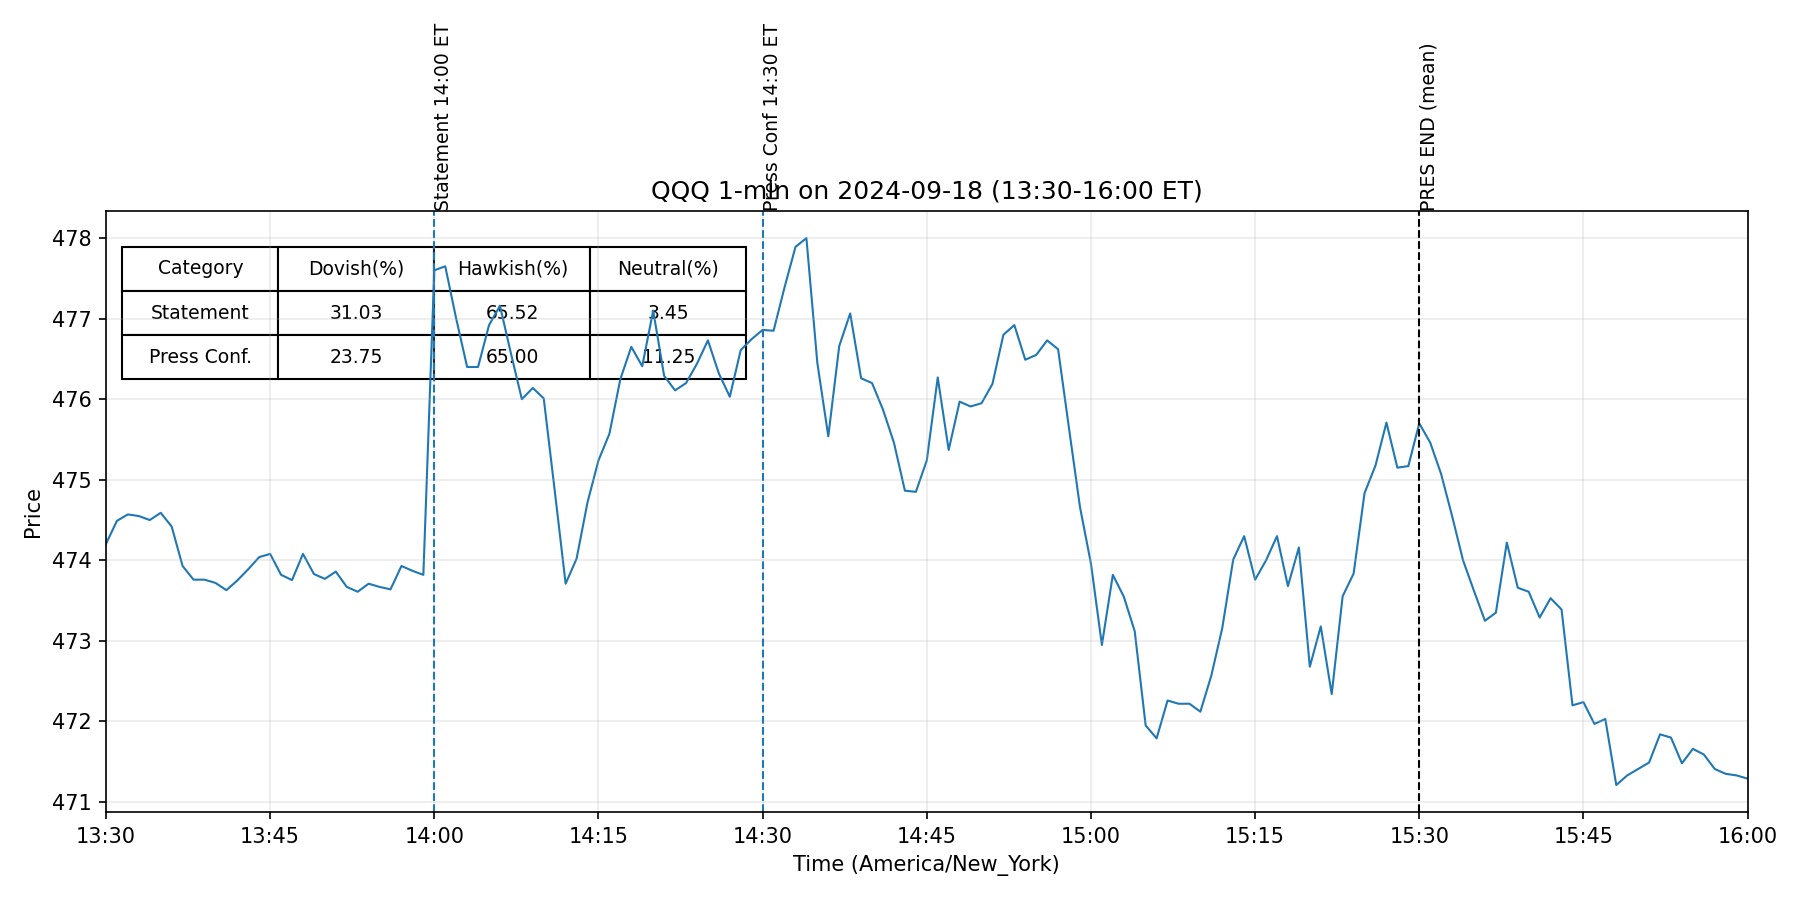 Statement 14:00 ET
Press Conf 14:30 ET
PRES END (mean)
QQQ 1-min on 2024-09-18 (13:30-16:00 ET)
Category Dovish(%) Hawkish(%) Neutral(%)
Statement 31.03 65.52 3.45
Press Conf. 23.75 65.00 11.25
478
477
476
475
474
473
472
471
Price
13:30 13:45 14:00 14:15 14:30 14:45 15:00 15:15 15:30 15:45 16:00
Time (America/New_York)